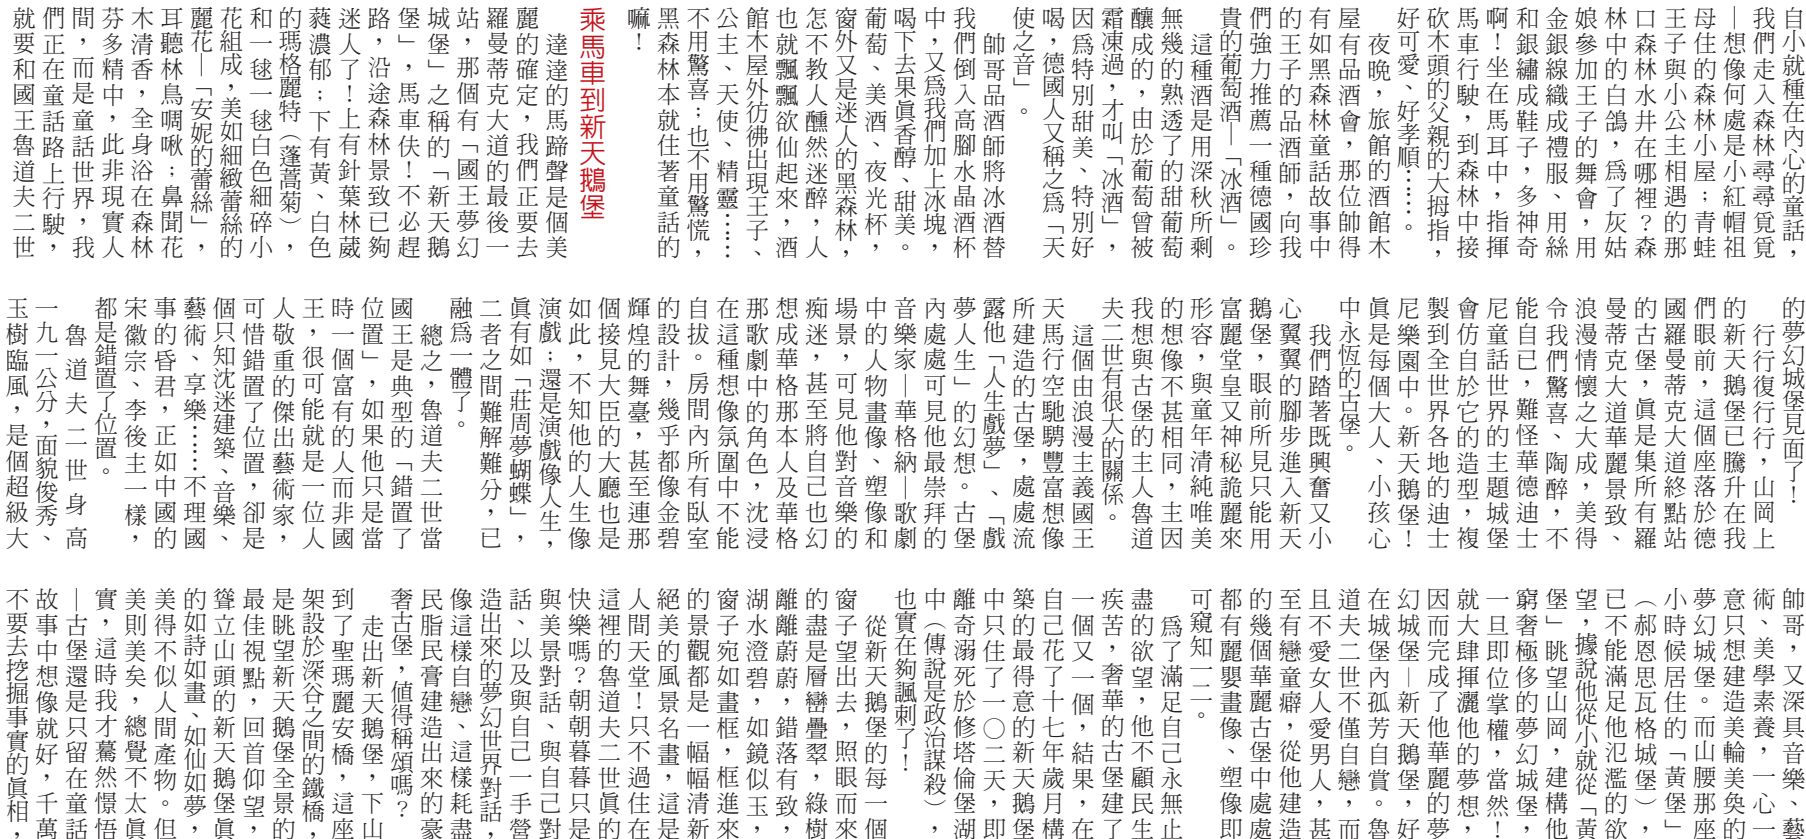 自小就種在內心的童話，
我們走入森林尋尋覓覓
—想像何處是小紅帽祖
母住的森林小屋；青蛙
王子與小公主相遇的那
口森林水井在哪裡？森
林中的白鴿，為了灰姑
娘參加王子的舞會，用
金銀線織成禮服、用絲
和銀繡成鞋子，多神奇
啊！坐在馬耳中，指揮
馬車行駛，到森林中接
砍木頭的父親的大拇指，
好可愛、好孝順……。
夜晚，旅館的酒館木
屋有品酒會，那位帥得
有如黑森林童話故事中
的王子的品酒師，向我
們強力推薦一種德國珍
貴的葡萄酒—「冰酒」。
這種酒是用深秋所剩
無幾的熟透了的甜葡萄
釀成的，由於葡萄曾被
霜凍過，才叫「冰酒」，
因為特別甜美、特別好
喝，德國人又稱之為「天
使之音」。
帥哥品酒師將冰酒替
我們倒入高腳水晶酒杯
中，又為我們加上冰塊，
喝下去果真香醇、甜美。
葡萄、美酒、夜光杯，
窗外又是迷人的黑森林，
怎不教人醺然迷醉，人
也就飄飄欲仙起來，酒
館木屋外彷彿出現王子、
公主、天使、精靈……
不用驚喜；也不用驚慌，
黑森林本就住著童話的
嘛！
乘馬車到新天鵝堡
達達的馬蹄聲是個美
麗的確定，我們正要去
羅曼蒂克大道的最後一
站，那個有「國王夢幻
城堡」之稱的「新天鵝
堡」，馬車伕！不必趕
路，沿途森林景致已夠
迷人了！上有針葉林葳
蕤濃郁；下有黃、白色
的瑪格麗特（蓬蒿菊），
和一毬一毬白色細碎小
花組成，美如細緻蕾絲的
麗花—「安妮的蕾絲」，
耳聽林鳥啁啾；鼻聞花
木清香，全身浴在森林
芬多精中，此非現實人
間，而是童話世界，我
們正在童話路上行駛，
就要和國王魯道夫二世
的夢幻城堡見面了！
行行復行行，山岡上
的新天鵝堡已騰升在我
們眼前，這個座落於德
國羅曼蒂克大道終點站
的古堡，真是集所有羅
曼蒂克大道華麗景致、
浪漫情懷之大成，美得
令我們驚喜、陶醉，不
能自已，難怪華德迪士
尼童話世界的主題城堡
會仿自於它的造型，複
製到全世界各地的迪士
尼樂園中。新天鵝堡！
真是每個大人、小孩心
中永恆的古堡。
我們踏著既興奮又小
心翼翼的腳步進入新天
鵝堡，眼前所見只能用
富麗堂皇又神秘詭麗來
形容，與童年清純唯美
的想像不甚相同，主因
我想與古堡的主人魯道
夫二世有很大的關係。
這個由浪漫主義國王
天馬行空馳騁豐富想像
所建造的古堡，處處流
露他「人生戲夢」、「戲
夢人生」的幻想。古堡
內處處可見他最崇拜的
音樂家—華格納—歌劇
中的人物畫像、塑像和
場景，可見他對音樂的
痴迷，甚至將自己也幻
想成華格那本人及華格
那歌劇中的角色，沈浸
在這種想像氛圍中不能
自拔。房間內所有臥室
的設計，幾乎都像金碧
輝煌的舞臺，甚至連那
個接見大臣的大廳也是
如此，不知他的人生像
演戲；還是演戲像人生，
真有如「莊周夢蝴蝶」，
二者之間難解難分，已
融為一體了。
總之，魯道夫二世當
國王是典型的「錯置了
位置」，如果他只是當
時一個富有的人而非國
王，很可能就是一位人
人敬重的傑出藝術家，
可惜錯置了位置，卻是
個只知沈迷建築、音樂、
藝術、享樂……不理國
事的昏君，正如中國的
宋徽宗、李後主一樣，
都是錯置了位置。
魯道夫二世身高
一九一公分，面貌俊秀、
玉樹臨風，是個超級大
帥哥，又深具音樂、藝
術、美學素養，一心一
意只想建造美輪美奐的
夢幻城堡。而山腰那座
小時候居住的「黃堡」
（郝恩思瓦格城堡），
已不能滿足他氾濫的欲
望，據說他從小就從「黃
堡」眺望山岡，建構他
窮奢極侈的夢幻城堡，
一旦即位掌權，當然！
就大肆揮灑他的夢想，
因而完成了他華麗的夢
幻城堡—新天鵝堡，好
在城堡內孤芳自賞。魯
道夫二世不僅自戀，而
且不愛女人愛男人，甚
至有戀童癖，從他建造
的幾個華麗古堡中處處
都有麗嬰畫像、塑像即
可窺知一二。
為了滿足自己永無止
盡的欲望，他不顧民生
疾苦，奢華的古堡建了
一個又一個，結果，在
自己花了十七年歲月構
築的最得意的新天鵝堡
中只住了一〇二天，即
離奇溺死於修塔倫堡湖
中（傳說是政治謀殺），
也實在夠諷刺了！
從新天鵝堡的每一個
窗子望出去，照眼而來
的盡是層巒疊翠，綠樹
離離蔚蔚，錯落有致，
湖水澄碧，如鏡似玉，
窗子宛如畫框，框進來
的景觀都是一幅幅清新
絕美的風景名畫，這是
人間天堂！只不過住在
這裡的魯道夫二世真的
快樂嗎？朝朝暮暮只是
與美景對話、與自己對
話、以及與自己一手營
造出來的夢幻世界對話，
像這樣自戀、這樣耗盡
民脂民膏建造出來的豪
奢古堡，值得稱頌嗎？
走出新天鵝堡，下山
到了聖瑪麗安橋，這座
架設於深谷之間的鐵橋，
是眺望新天鵝堡全景的
最佳視點，回首仰望，
聳立山頭的新天鵝堡真
的如詩如畫、如仙如夢，
美得不似人間產物。但
美則美矣，總覺不太真
實，這時我才驀然憬悟
—古堡還是只留在童話
故事中想像就好，千萬
不要去挖掘事實的真相，